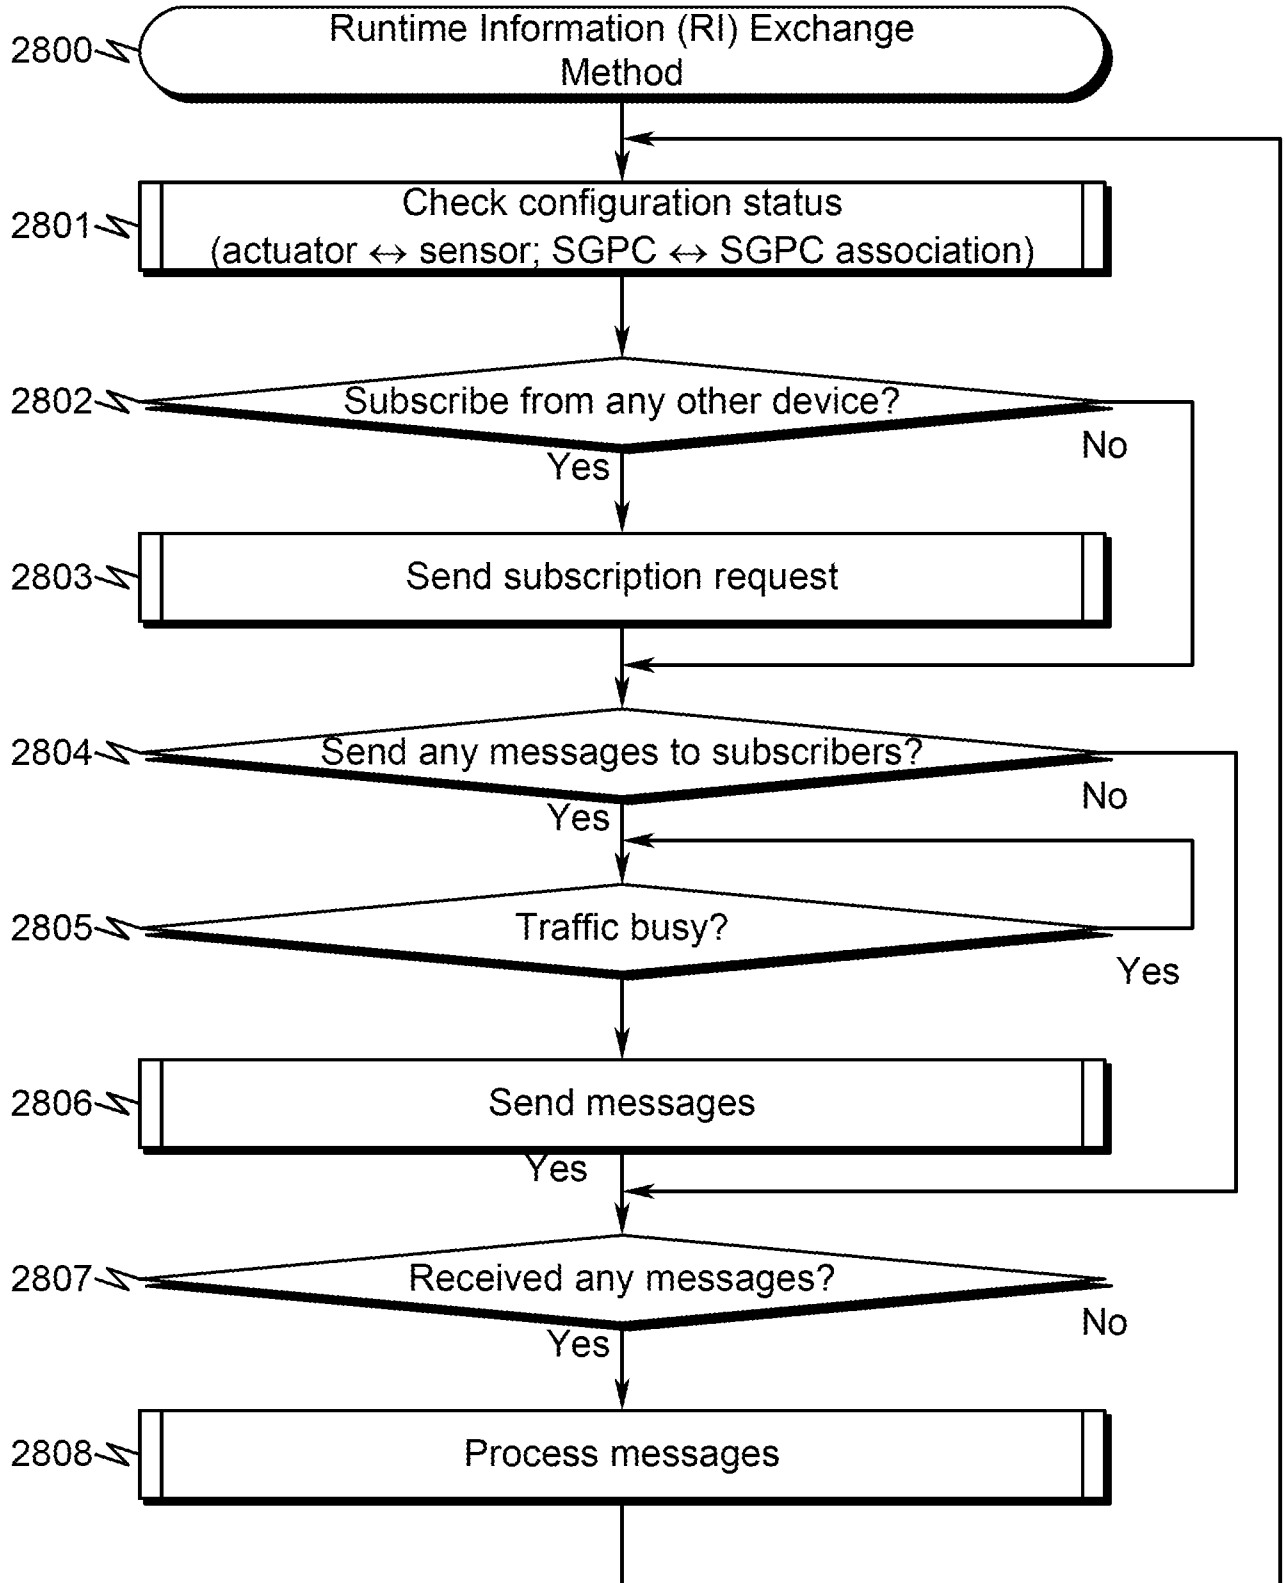 Runtime Information (RI) Exchange
2800
Method
Check configuration status
2801
(actuator ↔ sensor; SGPC ↔ SGPC association)
2802
Subscribe from any other device?
No
Yes
2803
Send subscription request
2804
Send any messages to subscribers?
No
Yes
2805
Traffic busy?
Yes
2806
Send messages
Yes
2807
Received any messages?
No
Yes
2808
Process messages